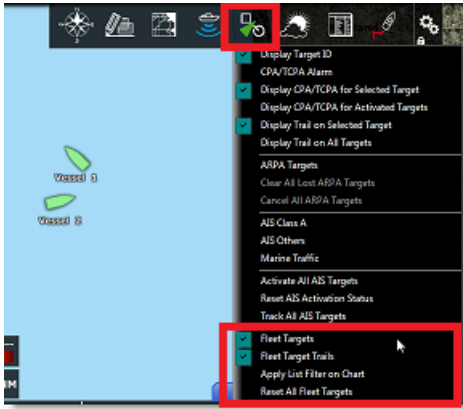 Display Target ID
CPA/TCPA Alarm
Display CPA/TCPA for Selected Target
Display CPA/TCPA for Activated Targets
Display Trail on Selected Target
Display Trail on All Targets
Vessel 1
ARPA Targets
Clear All Lost ARPA Targets
Cancel All ARPA Targets
Vessel 2
AIS Class A
AIS Others
Marine Traffic
Activate All AIS Targets
Reset AIS Activation Status
Track All AIS Targets
Fleet Targets
Fleet Target Trails
Apply List Filter on Chart
Reset All Fleet Targets